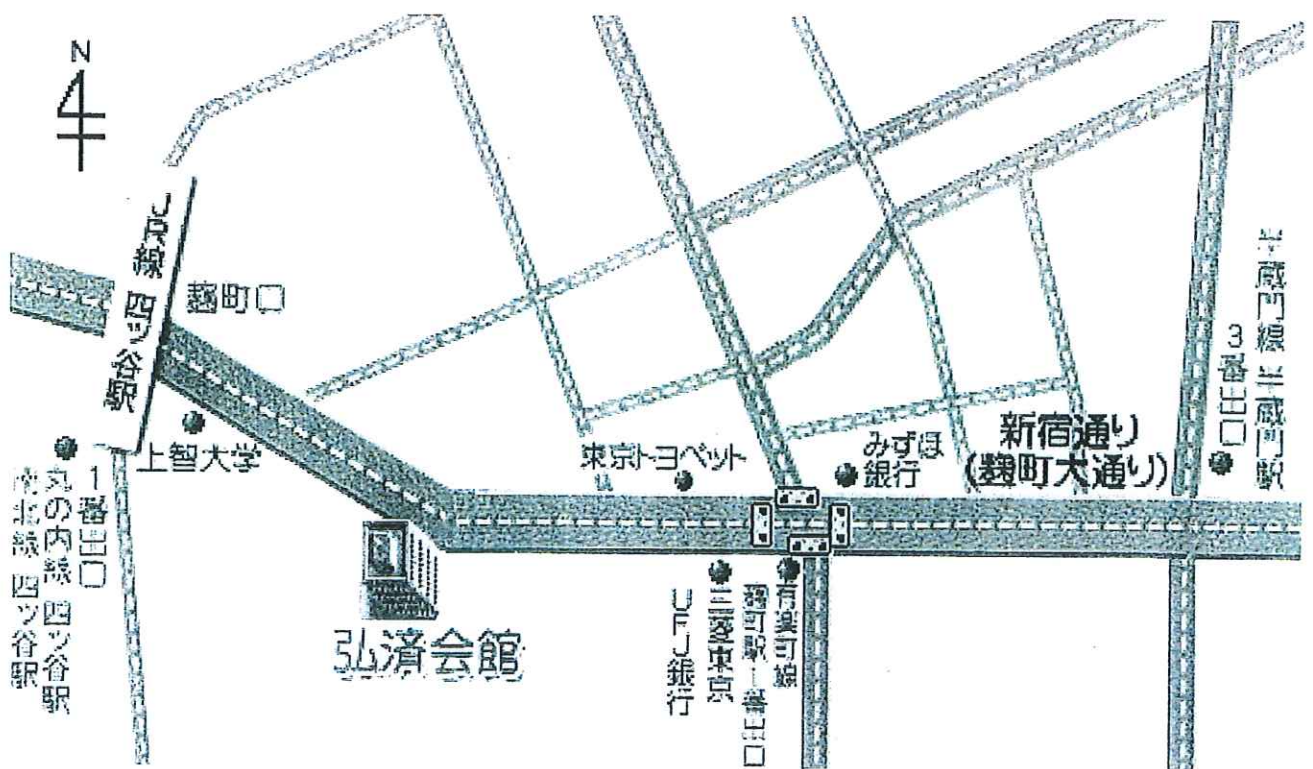 N
JR線 四ッ谷駅
麹町口
上智大学
1番出口
丸の内線 四ッ谷駅
南北線 四ッ谷駅
弘済会館
東京トヨペット
みずほ
銀行
新宿通り
(麹町大通り)
3番出口
半蔵門線 半蔵門駅
有楽町線
麹町駅1番出口
三菱東京
UFJ銀行